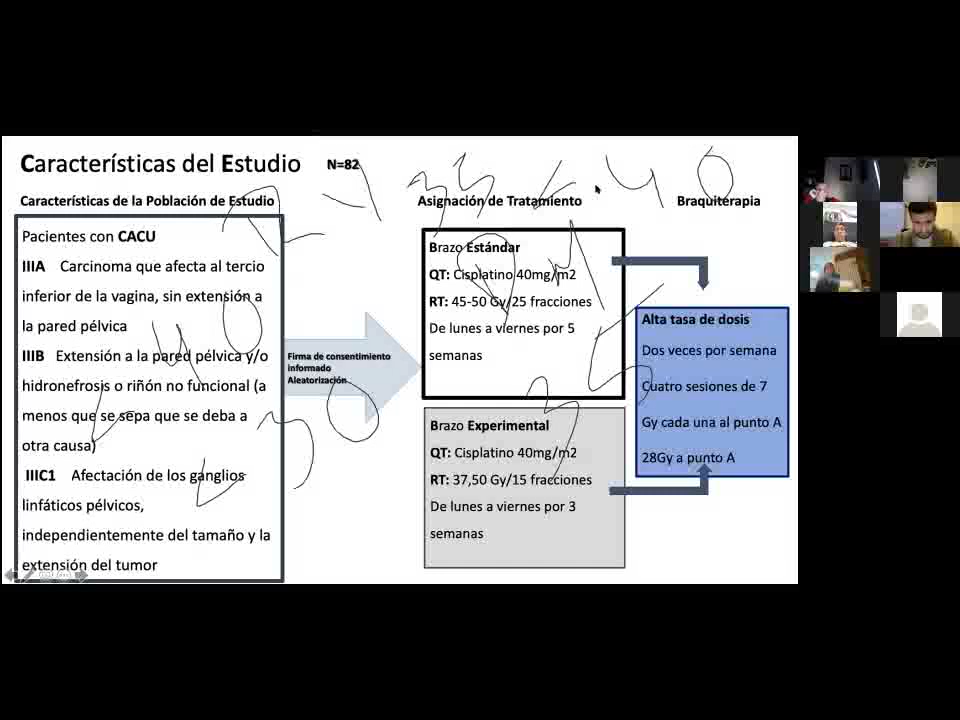 Características del Estudio
N=82
Características de la Población de Estudio
Pacientes con CACU
IIIA Carcinoma que afecta al tercio
inferior de la vagina, sin extensión a
la pared pélvica
IIIB Extensión a la pared pélvica y/o
hidronefrosis o riñón no funcional (a
menos que se sepa que se deba a
otra causa)
IIIC1 Afectación de los ganglios
linfáticos pélvicos,
independientemente del tamaño y la
extensión del tumor
Firma de consentimiento
informado
Aleatorización
Asignación de Tratamiento
Brazo Estándar
QT: Cisplatino 40mg/m2
RT: 45-50 Gy/25 fracciones
De lunes a viernes por 5
semanas
Brazo Experimental
QT: Cisplatino 40mg/m2
RT: 37,50 Gy/15 fracciones
De lunes a viernes por 3
semanas
Braquiterapia
Alta tasa de dosis
Dos veces por semana
Cuatro sesiones de 7
Gy cada una al punto A
28Gy a punto A
40
30